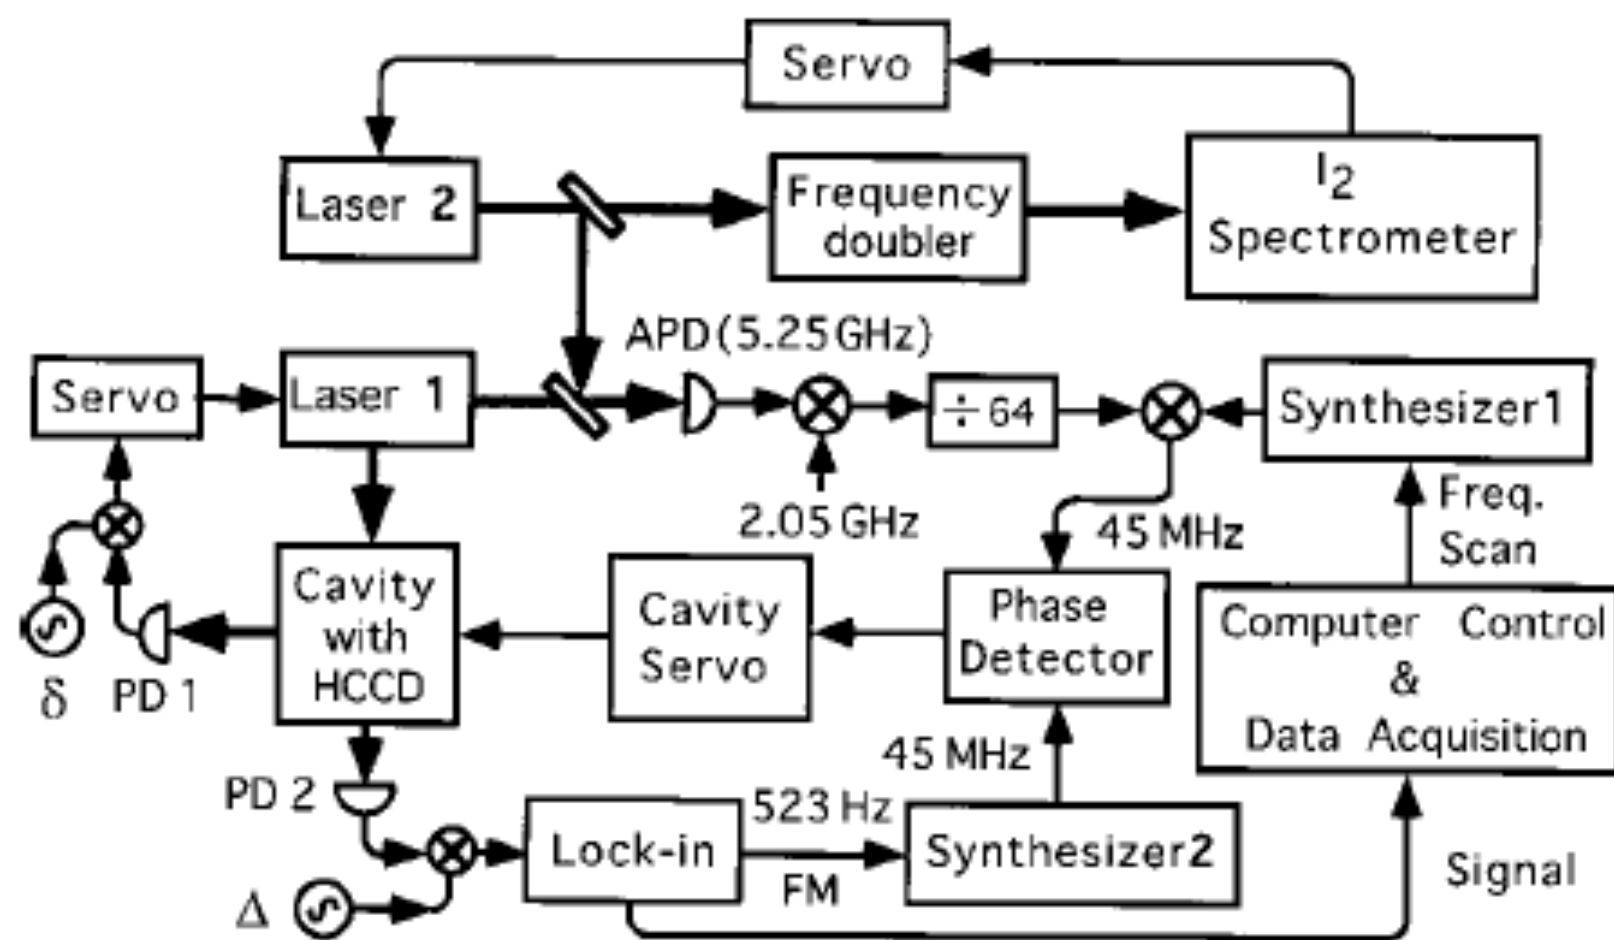 Servo
Laser 2
Frequency
doubler
I2
Spectrometer
APD (5.25 GHz)
Servo
Laser 1
÷ 64
Synthesizer1
2.05 GHz
45 MHz
Freq.
Scan
δ
PD 1
Cavity
with
HCCD
Cavity
Servo
Phase
Detector
Computer Control
&
Data Acquisition
45 MHz
PD 2
Δ
Lock-in
523 Hz
FM
Synthesizer2
Signal